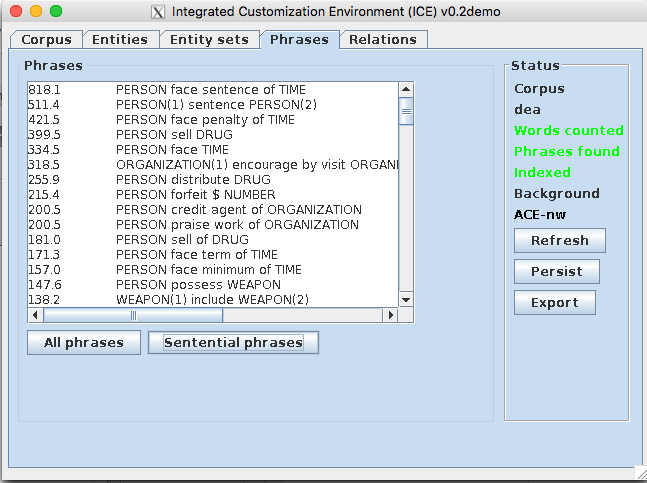 Integrated Customization Environment (ICE) v0.2demo
Corpus Entities Entity sets Phrases Relations
Phrases
818.1 PERSON face sentence of TIME
511.4 PERSON(1) sentence PERSON(2)
421.5 PERSON face penalty of TIME
399.5 PERSON sell DRUG
334.5 PERSON face TIME
318.5 ORGANIZATION(1) encourage by visit ORGANI
255.9 PERSON distribute DRUG
215.4 PERSON forfeit $ NUMBER
200.5 PERSON credit agent of ORGANIZATION
200.5 PERSON praise work of ORGANIZATION
181.0 PERSON sell of DRUG
171.3 PERSON face term of TIME
157.0 PERSON face minimum of TIME
147.6 PERSON possess WEAPON
138.2 WEAPON(1) include WEAPON(2)
All phrases Sentential phrases
Status
Corpus
dea
Words counted
Phrases found
Indexed
Background
ACE-nw
Refresh
Persist
Export